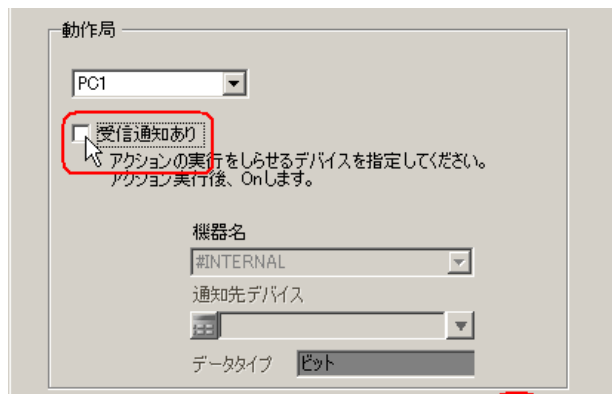 動作局
PC1
受信通知あり
アクションの実行をしらせるデバイスを指定してください。
アクション実行後、Onします。
機器名
#INTERNAL
通知先デバイス
データタイプ ビット